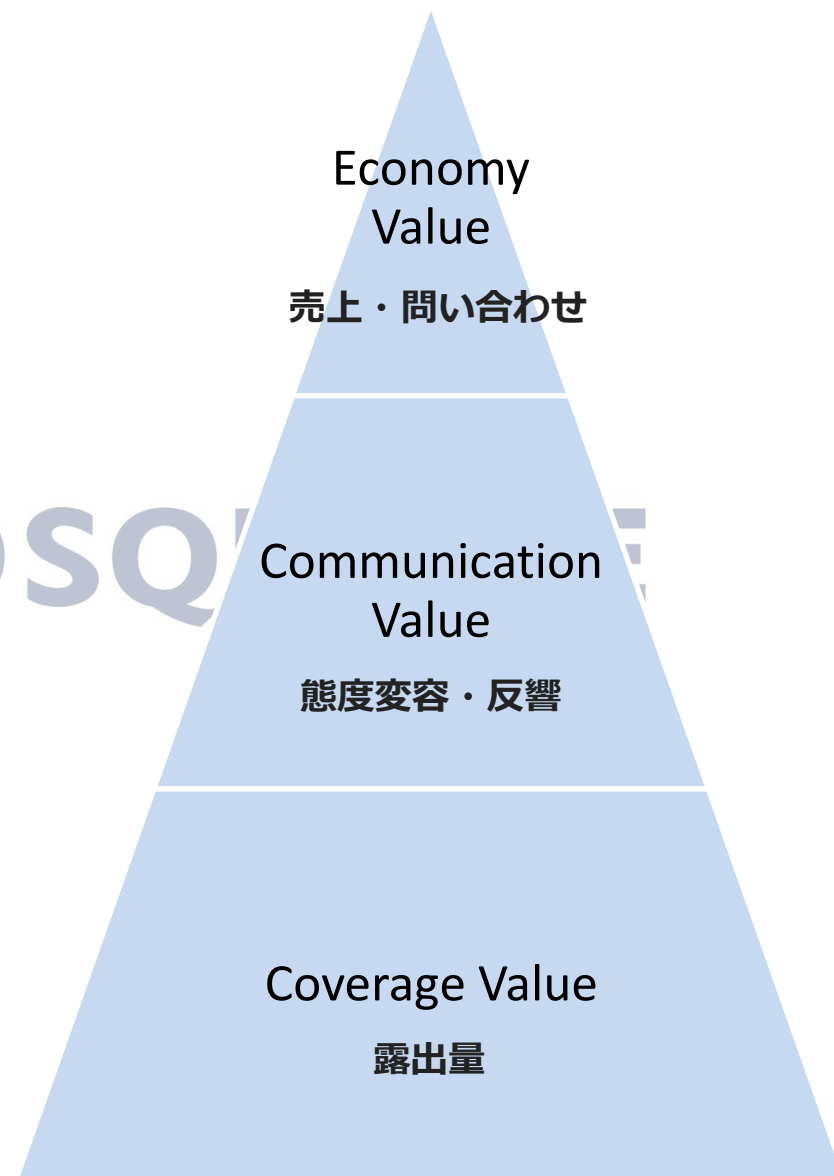 Economy
Value
売上・問い合わせ
Communication
Value
態度変容・反響
Coverage Value
露出量